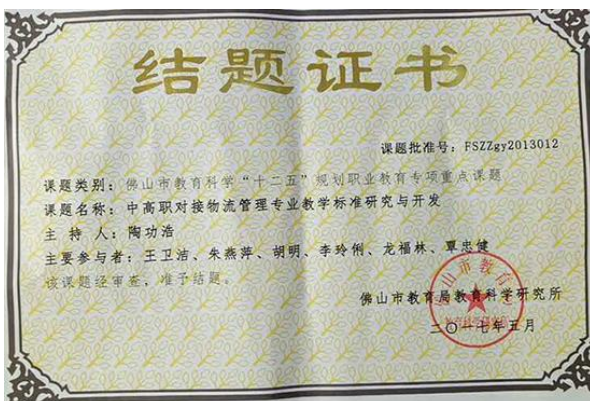 结题证书
课题批准号：FSZZgy2013012
课题类别：佛山市教育科学“十二五”规划职业教育专项重点课题
课题名称：中高职对接物流管理专业教学标准研究与开发
主 持 人：陶功浩
主要参与者：王卫洁、朱燕萍、胡明、李玲俐、龙福林、覃忠健
该课题经审查，准予结题。
佛山市教育局教育科学研究所
二〇一七年五月